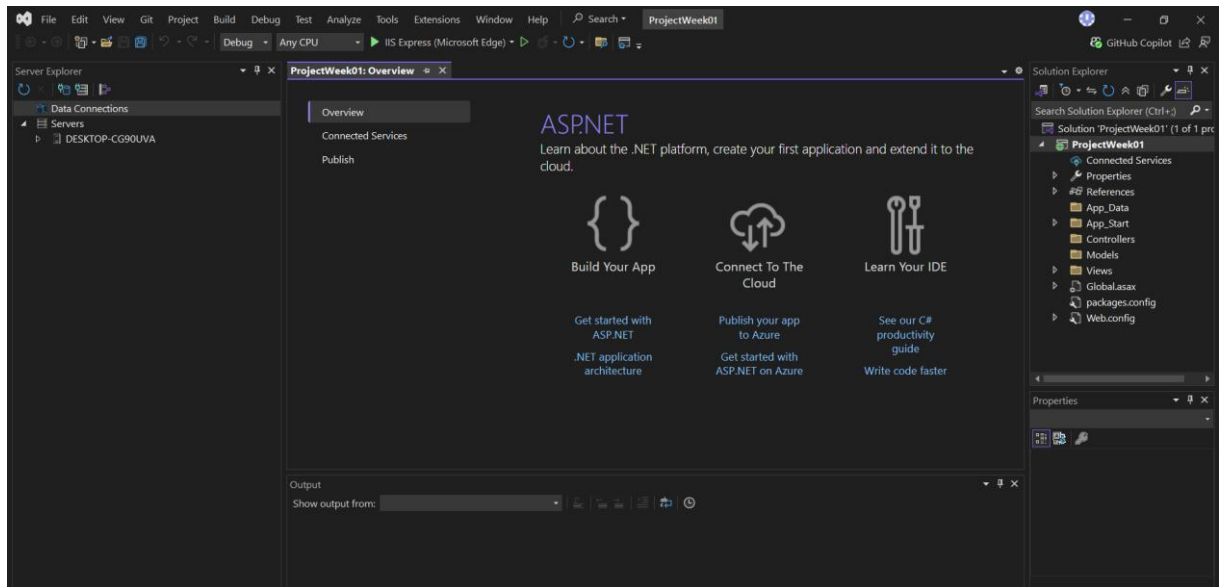 File Edit View Git Project Build Debug Test Analyze Tools Extensions Window Help Search ProjectWeek01
Debug Any CPU IIS Express (Microsoft Edge) GitHub Copilot
Server Explorer
Data Connections
Servers
DESKTOP-CG90UVA
ProjectWeek01: Overview
Overview
Connected Services
Publish
ASP.NET
Learn about the .NET platform, create your first application and extend it to the
cloud.
Build Your App
Get started with
ASP.NET
.NET application
architecture
Connect To The
Cloud
Publish your app
to Azure
Get started with
ASP.NET on Azure
Learn Your IDE
See our C#
productivity
guide
Write code faster
Output
Show output from:
Solution Explorer
Search Solution Explorer (Ctrl+;)
Solution 'ProjectWeek01' (1 of 1 pro
ProjectWeek01
Connected Services
Properties
References
App_Data
App_Start
Controllers
Models
Views
Global.asax
packages.config
Web.config
Properties